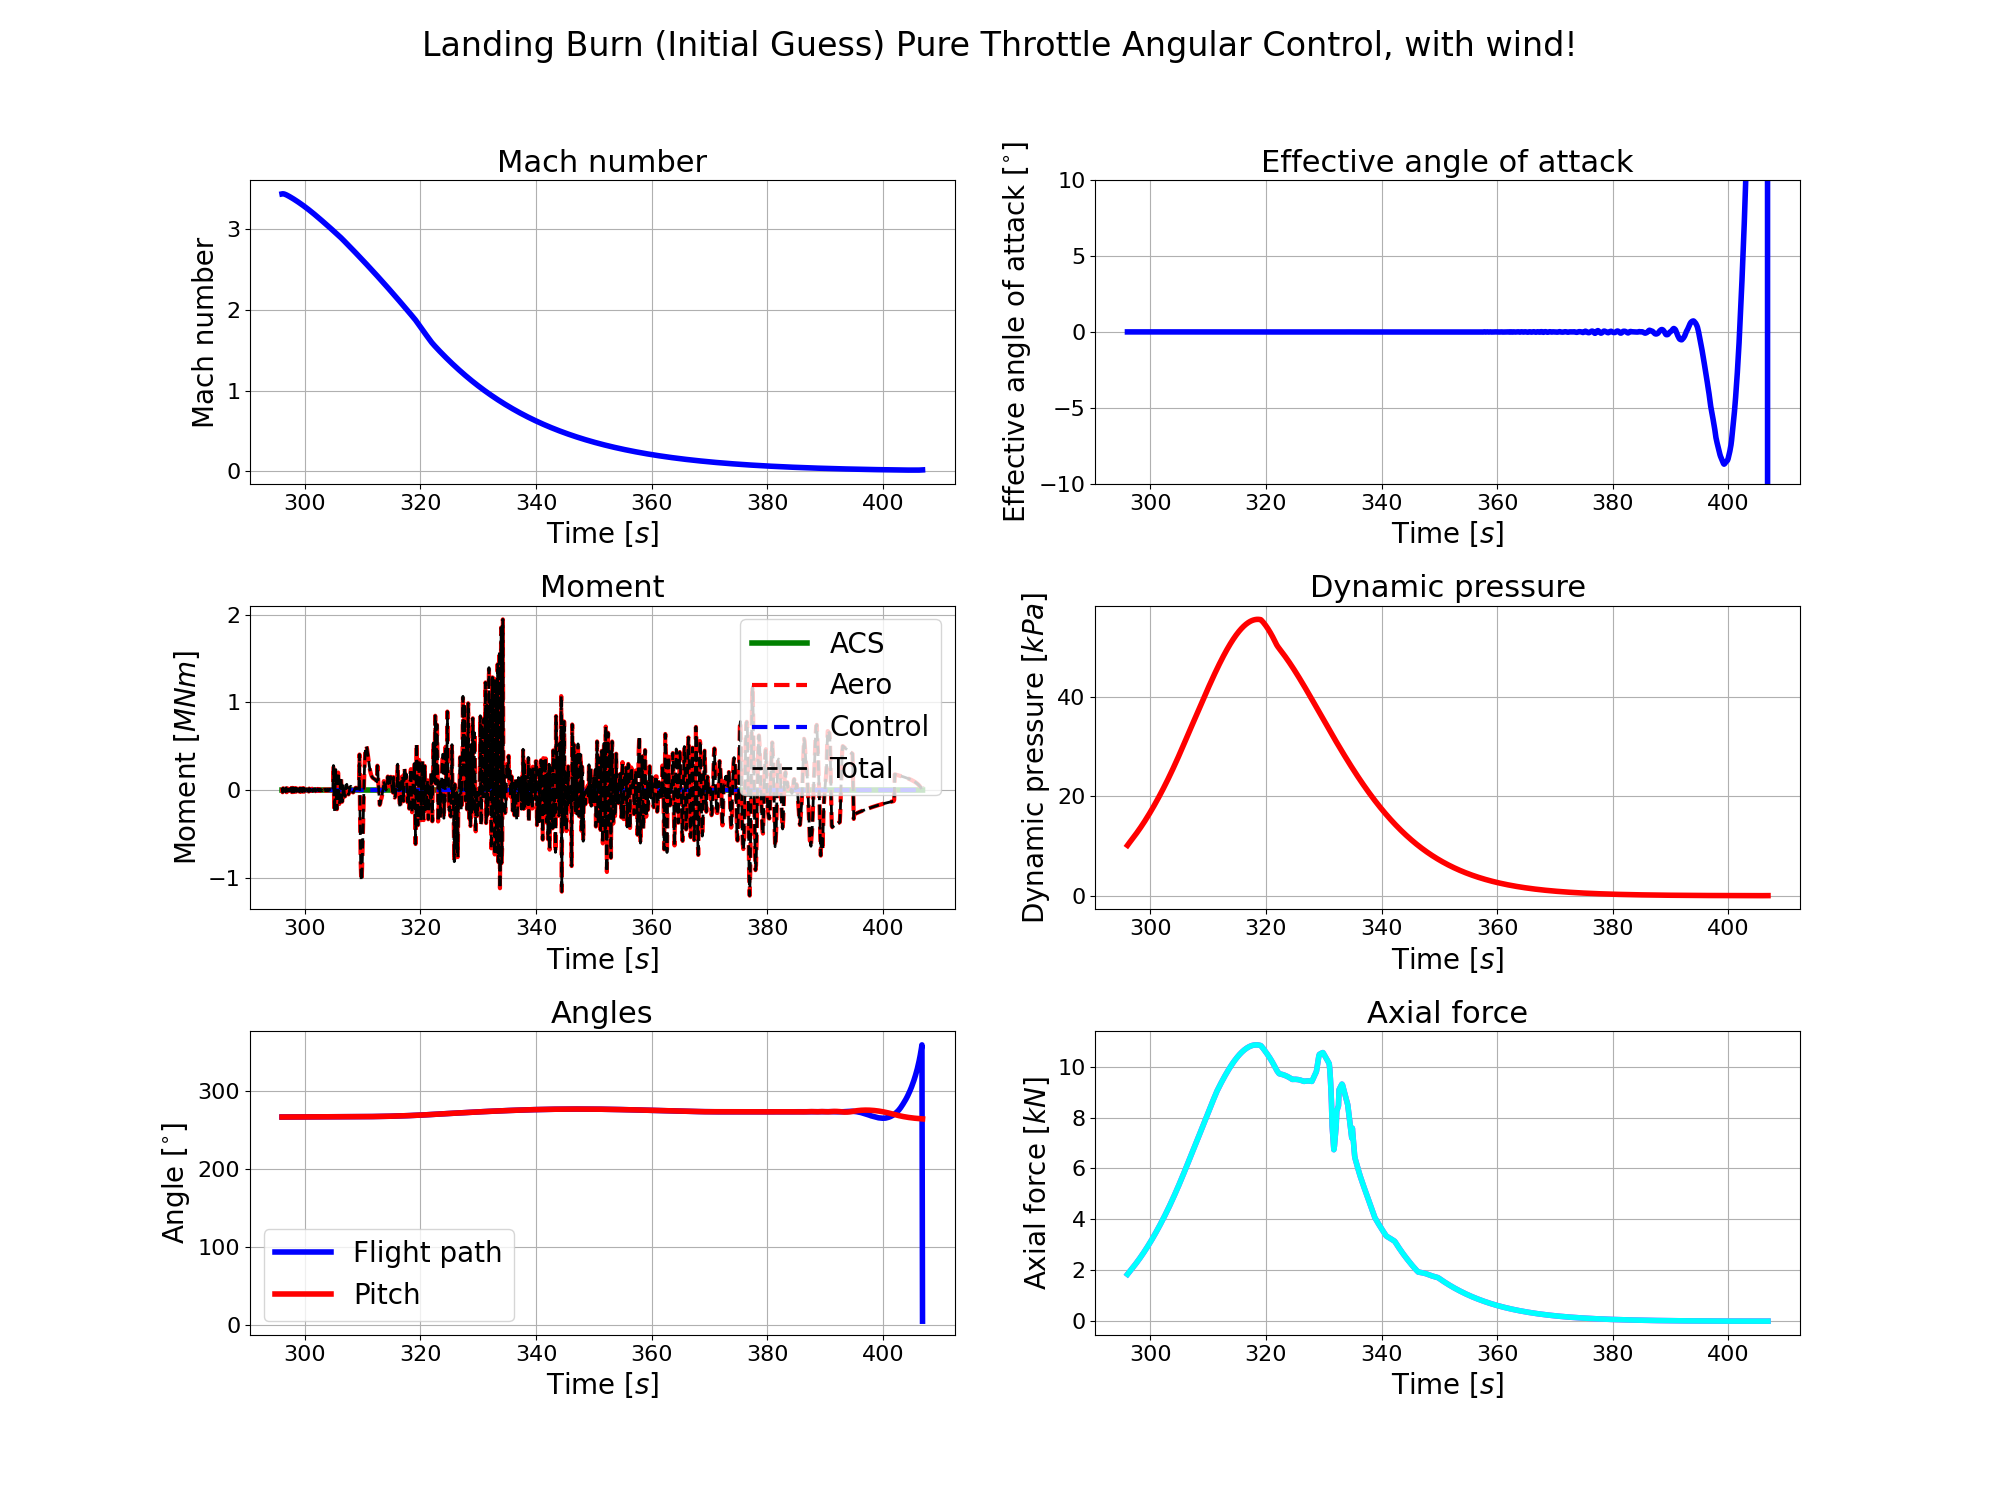 Landing Burn (Initial Guess) Pure Throttle Angular Control, with wind!
Mach number
Mach number
3
2
1
0
300 320 340 360 380 400
Time [s]
Effective angle of attack
Effective angle of attack [°]
10
5
0
−5
−10
300 320 340 360 380 400
Time [s]
Moment
Moment [MNm]
2
1
0
−1
ACS
Aero
Control
Total
300 320 340 360 380 400
Time [s]
Dynamic pressure
Dynamic pressure [kPa]
40
20
0
300 320 340 360 380 400
Time [s]
Angles
Angle [°]
300
200
100
0
Flight path
Pitch
300 320 340 360 380 400
Time [s]
Axial force
Axial force [kN]
10
8
6
4
2
0
300 320 340 360 380 400
Time [s]